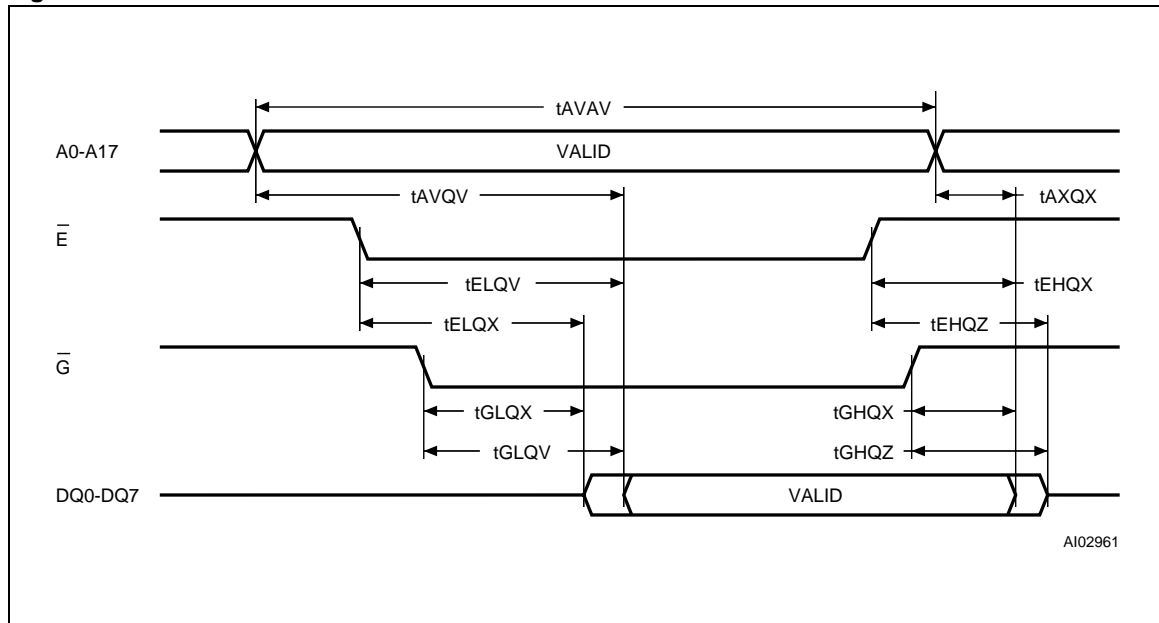 tAVAV
A0-A17
VALID
tAVQV
tAXQX
E
tELQV
tEHQX
tELQX
tEHQZ
G
tGLQX
tGHQX
tGLQV
tGHQZ
DQ0-DQ7
VALID
AI02961